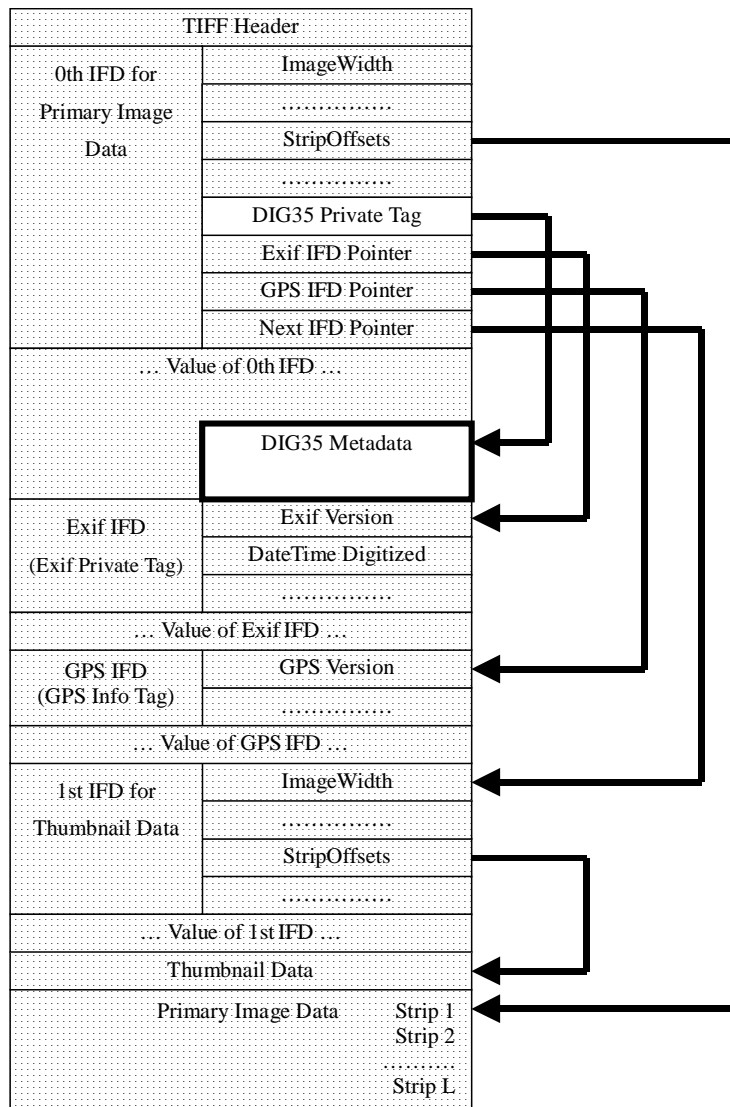 TIFF Header
0th IFD for
Primary Image
Data
ImageWidth
……………
StripOffsets
……………
DIG35 Private Tag
Exif IFD Pointer
GPS IFD Pointer
Next IFD Pointer
… Value of 0th IFD …
DIG35 Metadata
Exif IFD
(Exif Private Tag)
Exif Version
DateTime Digitized
……………
… Value of Exif IFD …
GPS IFD
(GPS Info Tag)
GPS Version
……………
… Value of GPS IFD …
1st IFD for
Thumbnail Data
ImageWidth
……………
StripOffsets
……………
… Value of 1st IFD …
Thumbnail Data
Primary Image Data Strip 1
Strip 2
……….
Strip L